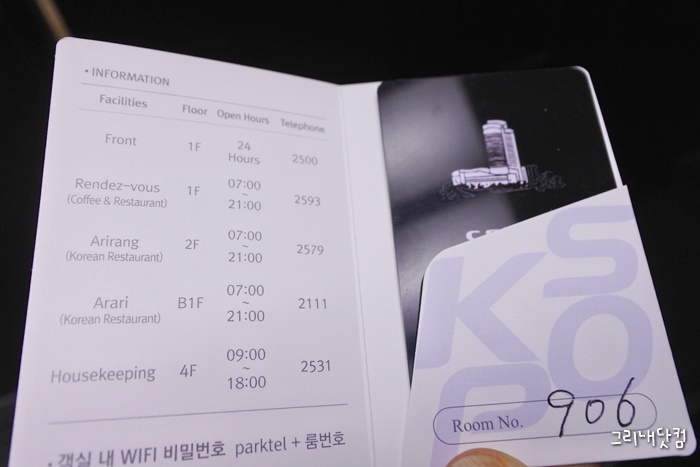 • INFORMATION
Facilities Floor Open Hours Telephone
Front 1F 24 Hours 2500
Rendez-vous (Coffee & Restaurant) 1F 07:00 ~ 21:00 2593
Arirang (Korean Restaurant) 2F 07:00 ~ 21:00 2579
Arari (Korean Restaurant) B1F 07:00 ~ 21:00 2111
Housekeeping 4F 09:00 ~ 18:00 2531
• 객실 내 WIFI 비밀번호 parktel + 룸번호
KSPO
Room No. 906
그리내닷컴